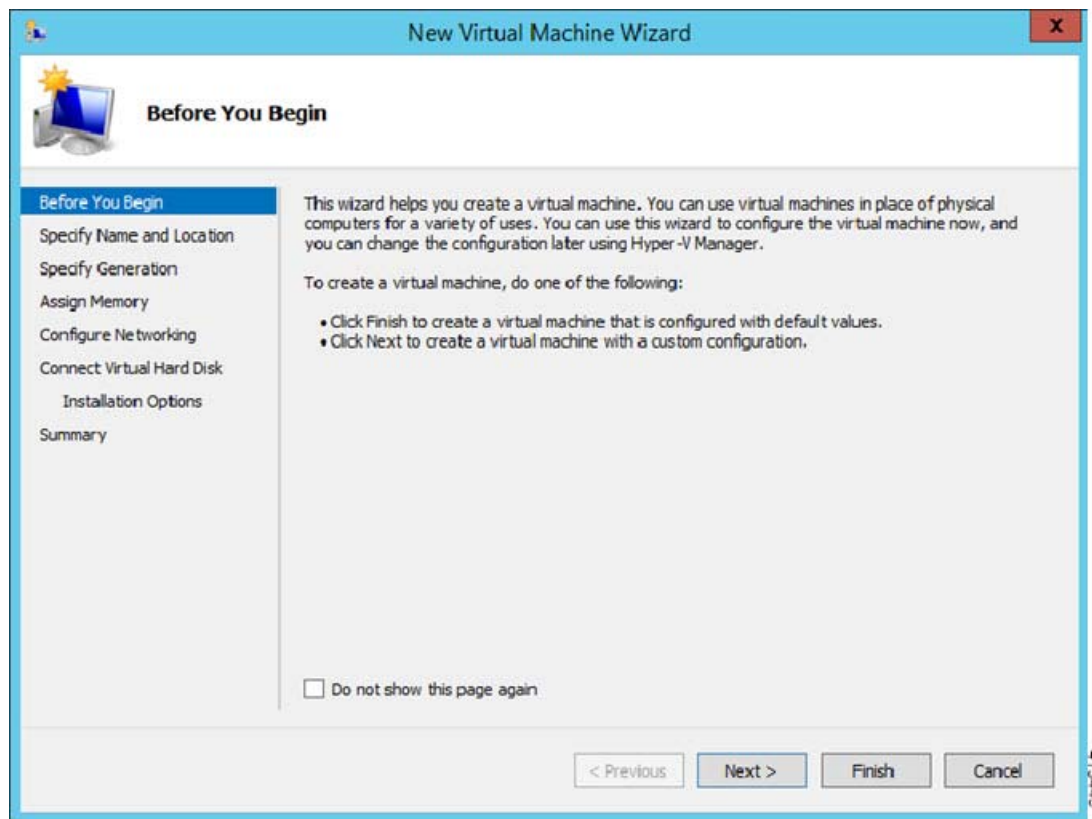 New Virtual Machine Wizard
x
Before You Begin
Before You Begin
Specify Name and Location
Specify Generation
Assign Memory
Configure Networking
Connect Virtual Hard Disk
Installation Options
Summary
This wizard helps you create a virtual machine. You can use virtual machines in place of physical
computers for a variety of uses. You can use this wizard to configure the virtual machine now, and
you can change the configuration later using Hyper-V Manager.
To create a virtual machine, do one of the following:
• Click Finish to create a virtual machine that is configured with default values.
• Click Next to create a virtual machine with a custom configuration.
Do not show this page again
< Previous
Next >
Finish
Cancel